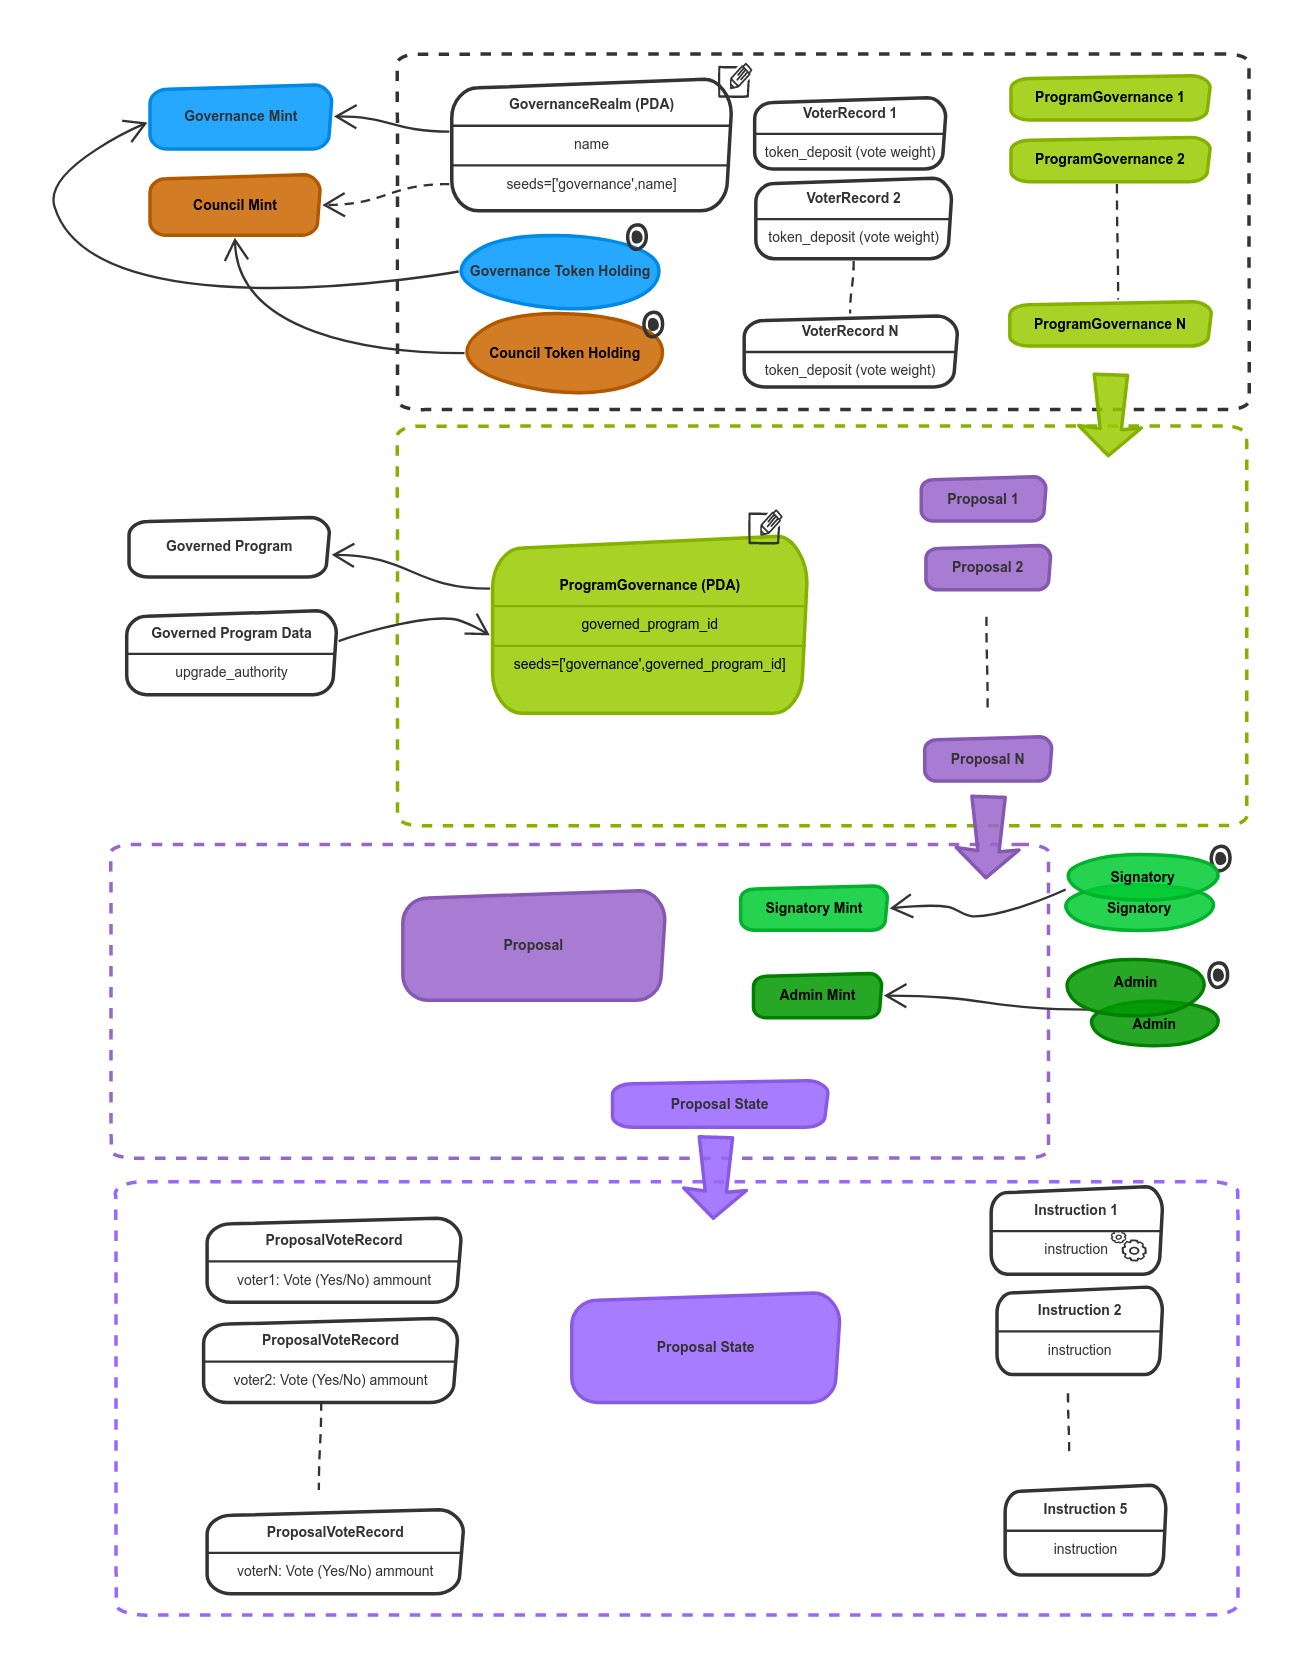 Governance Mint
Council Mint
GovernanceRealm (PDA)
name
seeds=['governance',name]
Governance Token Holding
Council Token Holding
VoterRecord 1
token_deposit (vote weight)
VoterRecord 2
token_deposit (vote weight)
VoterRecord N
token_deposit (vote weight)
ProgramGovernance 1
ProgramGovernance 2
ProgramGovernance N
Governed Program
Governed Program Data
upgrade_authority
ProgramGovernance (PDA)
governed_program_id
seeds=['governance',governed_program_id]
Proposal 1
Proposal 2
Proposal N
Proposal
Signatory Mint
Admin Mint
Signatory
Signatory
Admin
Admin
Proposal State
ProposalVoteRecord
voter1: Vote (Yes/No) ammount
ProposalVoteRecord
voter2: Vote (Yes/No) ammount
ProposalVoteRecord
voterN: Vote (Yes/No) ammount
Proposal State
Instruction 1
instruction
Instruction 2
instruction
Instruction 5
instruction